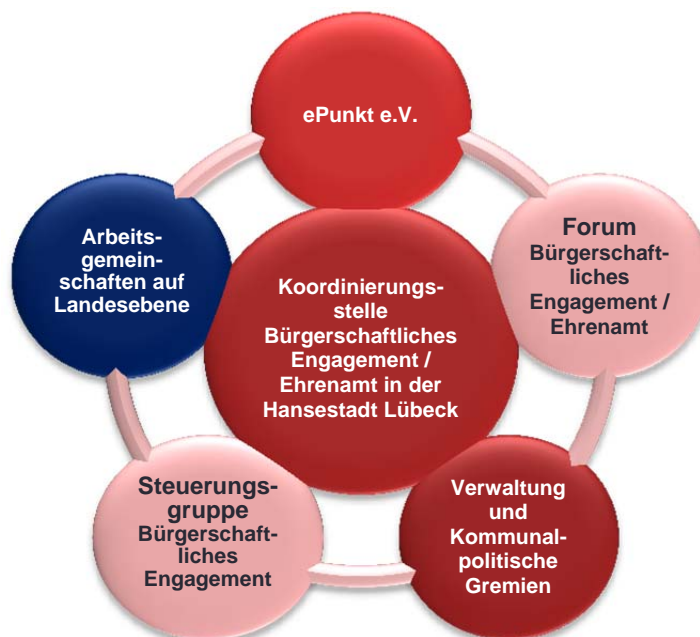 ePunkt e.V.
Forum
Bürgerschaft-
liches
Engagement /
Ehrenamt
Arbeits-
gemein-
schaften auf
Landesebene
Koordinierungs-
stelle
Bürgerschaftliches
Engagement /
Ehrenamt in der
Hansestadt Lübeck
Steuerungs-
gruppe
Bürgerschaft-
liches
Engagement
Verwaltung
und
Kommunal-
politische
Gremien